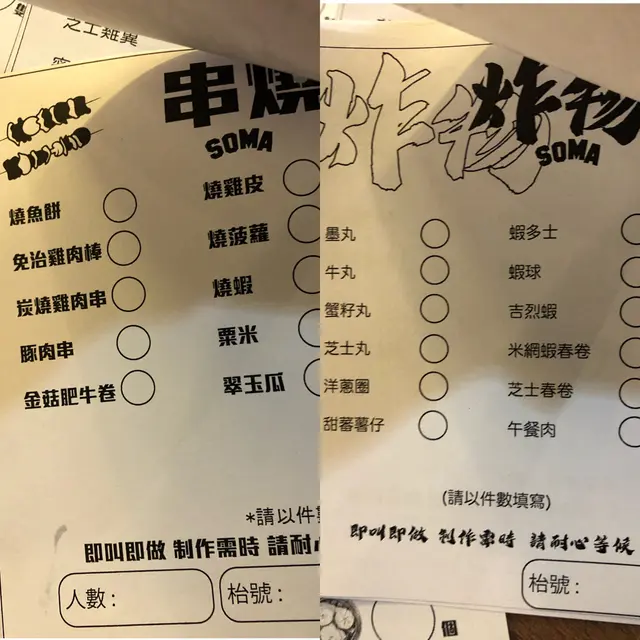 之士雜異
串燒
SOMA
燒魚餅
免治雞肉棒
炭燒雞肉串
豚肉串
金菇肥牛卷
燒雞皮
燒菠蘿
燒蝦
粟米
翠玉瓜
*請以件
即叫即做 制作需時 請耐心
人數：
枱號：
炸物
炸物
SOMA
墨丸
牛丸
蟹籽丸
芝士丸
洋蔥圈
甜蕃薯仔
蝦多士
蝦球
吉烈蝦
米網蝦春卷
芝士春卷
午餐肉
(請以件數填寫)
即叫即做 制作需時 請耐心等候
枱號：
個